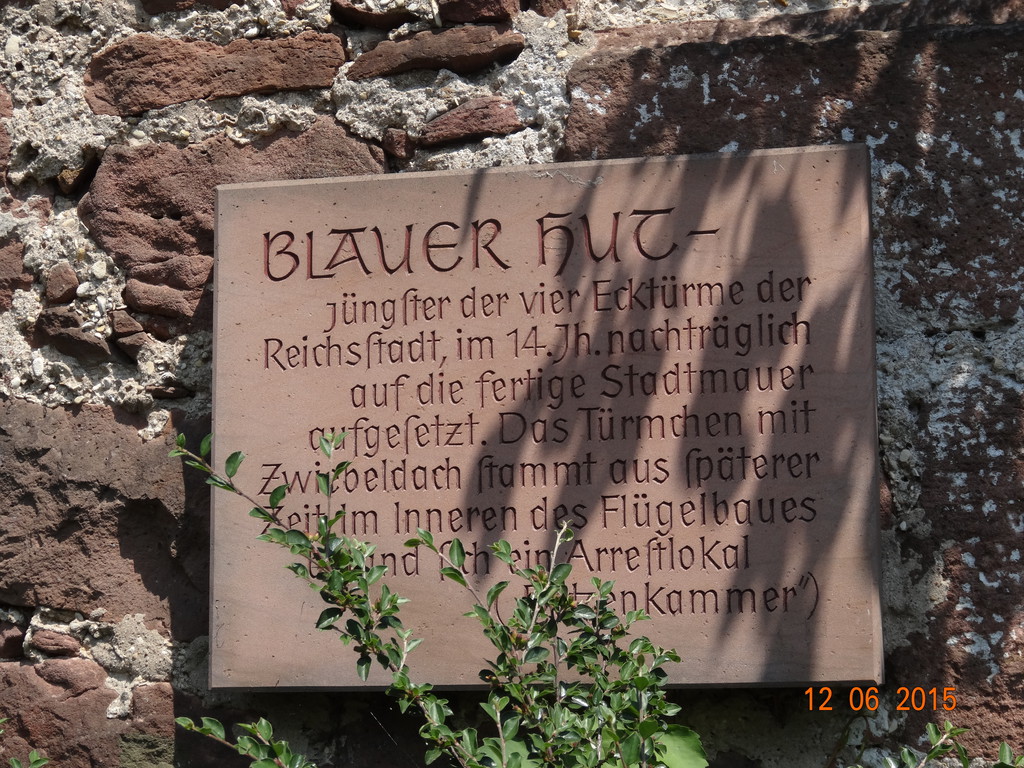 BLAUER HUT -
jüngſter der vier Ecktürme der
Reichsſtadt, im 14. Jh. nachträglich
auf die fertige Stadtmauer
aufgeſetzt. Das Türmchen mit
Zwiebeldach ſtammt aus ſpäterer
Zeit. Im Inneren des Flügelbaues
ſich ein Arreſtlokal
kammer")
12 06 2015